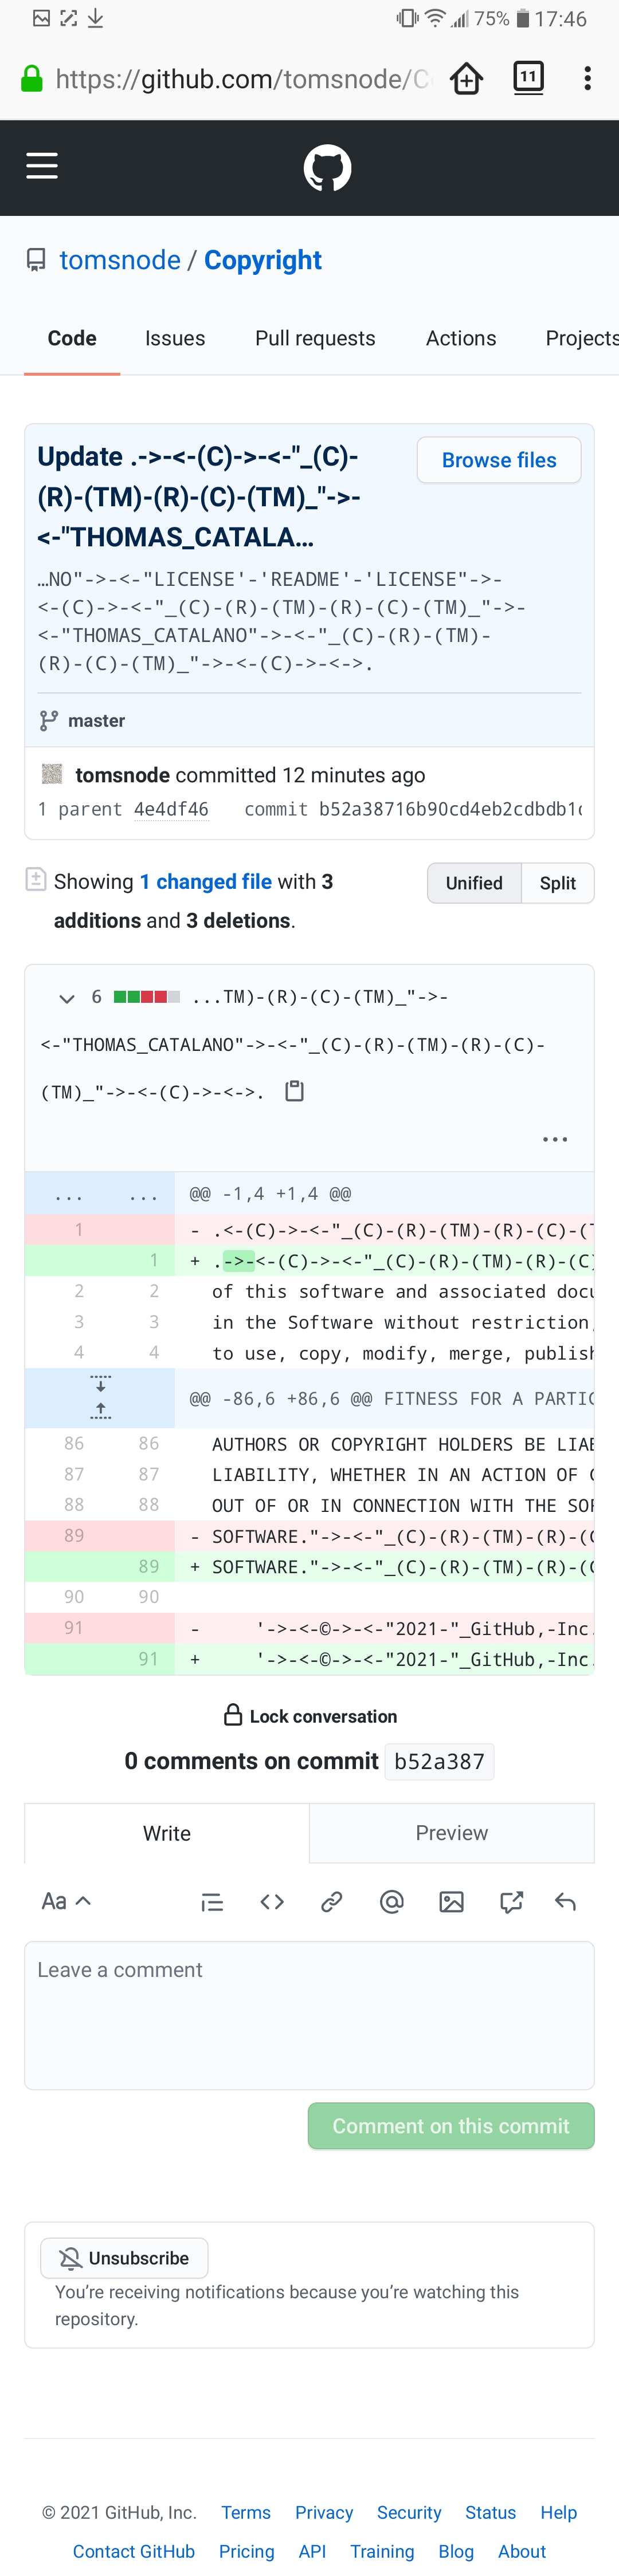 75% 17:46
https://github.com/tomsnode/C
11
tomsnode / Copyright
Code Issues Pull requests Actions Projects
Update .->-<-(C)->-<-"_(C)- Browse files
(R)-(TM)-(R)-(C)-(TM)_"->-
<-"THOMAS_CATALA…
…NO"->-<-"LICENSE'-'README'-'LICENSE"->-
<-(C)->-<-"_(C)-(R)-(TM)-(R)-(C)-(TM)_"->-
<-"THOMAS_CATALANO"->-<-"_(C)-(R)-(TM)-
(R)-(C)-(TM)_"->-<-(C)->-<->.
master
tomsnode committed 12 minutes ago
1 parent 4e4df46 commit b52a38716b90cd4eb2cdbdb1
Showing 1 changed file with 3 Unified Split
additions and 3 deletions.
6 ...TM)-(R)-(C)-(TM)_"->-
<-"THOMAS_CATALANO"->-<-"_(C)-(R)-(TM)-(R)-(C)-
(TM)_"->-<-(C)->-<->.
...
... ... @@ -1,4 +1,4 @@
1 - .<-(C)->-<-"_(C)-(R)-(TM)-(R)-(C)-(T
1 + .->-<-(C)->-<-"_(C)-(R)-(TM)-(R)-(C)
2 2 of this software and associated docu
3 3 in the Software without restriction,
4 4 to use, copy, modify, merge, publish
@@ -86,6 +86,6 @@ FITNESS FOR A PARTIC
86 86 AUTHORS OR COPYRIGHT HOLDERS BE LIAB
87 87 LIABILITY, WHETHER IN AN ACTION OF C
88 88 OUT OF OR IN CONNECTION WITH THE SOF
89 - SOFTWARE."->-<-"_(C)-(R)-(TM)-(R)-(C
89 + SOFTWARE."->-<-"_(C)-(R)-(TM)-(R)-(C
90 90
91 - '->-<-©->-<-"2021-"_GitHub,-Inc.
91 + '->-<-©->-<-"2021-"_GitHub,-Inc.
Lock conversation
0 comments on commit b52a387
Write Preview
Aa
Leave a comment
Comment on this commit
Unsubscribe
You're receiving notifications because you're watching this
repository.
© 2021 GitHub, Inc. Terms Privacy Security Status Help
Contact GitHub Pricing API Training Blog About